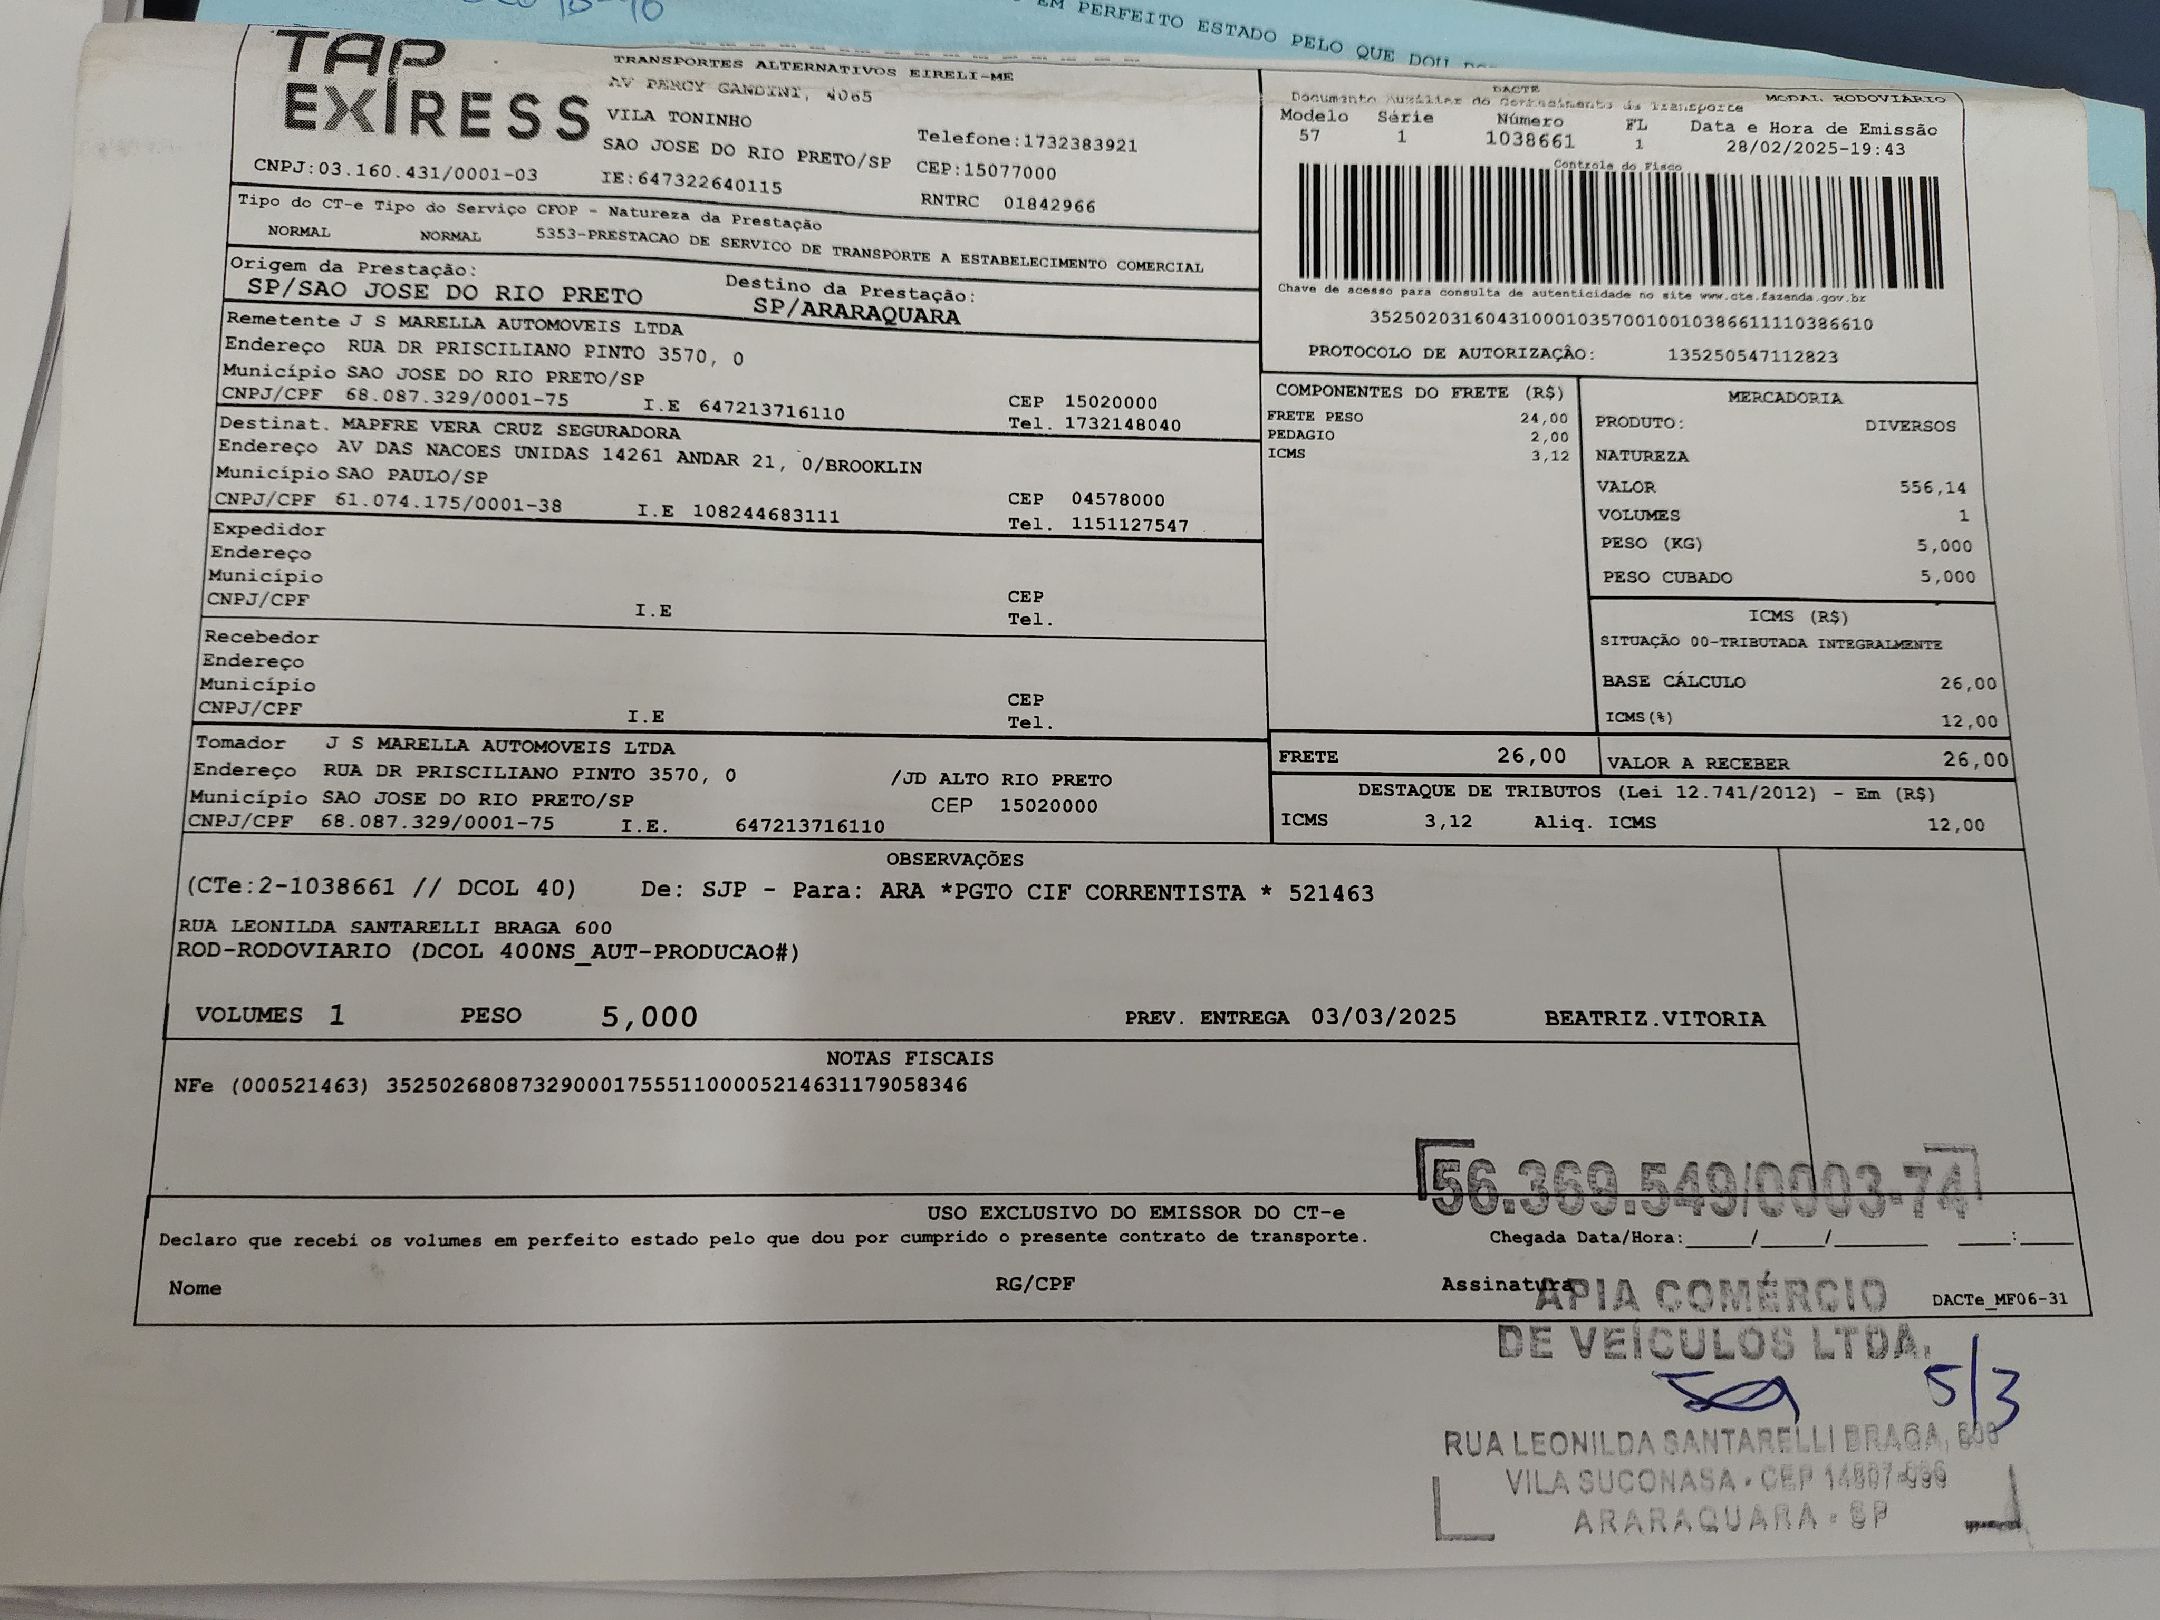 EM PERFEITO ESTADO PELO QUE DOU
TAP
EXPRESS
TRANSPORTES ALTERNATIVOS EIRELI-ME
AV PERCY GANDINI, 4065
VILA TONINHO
SAO JOSE DO RIO PRETO/SP
Telefone:1732383921
CEP:15077000
CNPJ:03.160.431/0001-03
IE:647322640115
RNTRC 01842966
DACTE
Documento Auxiliar do Conhecimento de Transporte
MODAL RODOVIÁRIO
Modelo Série Número FL Data e Hora de Emissão
57 1 1038661 1 28/02/2025-19:43
Controle do Fisco
Chave de acesso para consulta de autenticidade no site www.cte.fazenda.gov.br
35250203160431000103570010010386611110386610
PROTOCOLO DE AUTORIZAÇÃO: 135250547112823
Tipo do CT-e Tipo do Serviço CFOP - Natureza da Prestação
NORMAL NORMAL 5353-PRESTACAO DE SERVICO DE TRANSPORTE A ESTABELECIMENTO COMERCIAL
Origem da Prestação: Destino da Prestação:
SP/SAO JOSE DO RIO PRETO SP/ARARAQUARA
Remetente J S MARELLA AUTOMOVEIS LTDA
Endereço RUA DR PRISCILIANO PINTO 3570, 0
Município SAO JOSE DO RIO PRETO/SP CEP 15020000
CNPJ/CPF 68.087.329/0001-75 I.E 647213716110 Tel. 1732148040
Destinat. MAPFRE VERA CRUZ SEGURADORA
Endereço AV DAS NACOES UNIDAS 14261 ANDAR 21, 0/BROOKLIN
Município SAO PAULO/SP CEP 04578000
CNPJ/CPF 61.074.175/0001-38 I.E 108244683111 Tel. 1151127547
Expedidor
Endereço
Município CEP
CNPJ/CPF I.E Tel.
Recebedor
Endereço
Município CEP
CNPJ/CPF I.E Tel.
Tomador J S MARELLA AUTOMOVEIS LTDA
Endereço RUA DR PRISCILIANO PINTO 3570, 0 /JD ALTO RIO PRETO
Município SAO JOSE DO RIO PRETO/SP CEP 15020000
CNPJ/CPF 68.087.329/0001-75 I.E. 647213716110
COMPONENTES DO FRETE (R$)
FRETE PESO 24,00
PEDAGIO 2,00
ICMS 3,12
MERCADORIA
PRODUTO: DIVERSOS
NATUREZA
VALOR 556,14
VOLUMES 1
PESO (KG) 5,000
PESO CUBADO 5,000
ICMS (R$)
SITUAÇÃO 00-TRIBUTADA INTEGRALMENTE
BASE CÁLCULO 26,00
ICMS(%) 12,00
FRETE 26,00 VALOR A RECEBER 26,00
DESTAQUE DE TRIBUTOS (Lei 12.741/2012) - Em (R$)
ICMS 3,12 Aliq. ICMS 12,00
OBSERVAÇÕES
(CTe:2-1038661 // DCOL 40) De: SJP - Para: ARA *PGTO CIF CORRENTISTA * 521463
RUA LEONILDA SANTARELLI BRAGA 600
ROD-RODOVIARIO (DCOL 400NS_AUT-PRODUCAO#)
VOLUMES 1 PESO 5,000 PREV. ENTREGA 03/03/2025 BEATRIZ.VITORIA
NOTAS FISCAIS
NFe (000521463) 35250268087329000175551100005214631179058346
56.369.549/0003-74
USO EXCLUSIVO DO EMISSOR DO CT-e
Declaro que recebi os volumes em perfeito estado pelo que dou por cumprido o presente contrato de transporte. Chegada Data/Hora:_____/_____/_______ ____:____
Nome RG/CPF Assinatura DACTe_MF06-31
APIA COMÉRCIO
DE VEÍCULOS LTDA.
5/3
RUA LEONILDA SANTARELLI BRAGA, 600
VILA SUCONASA - CEP
ARARAQUARA - SP